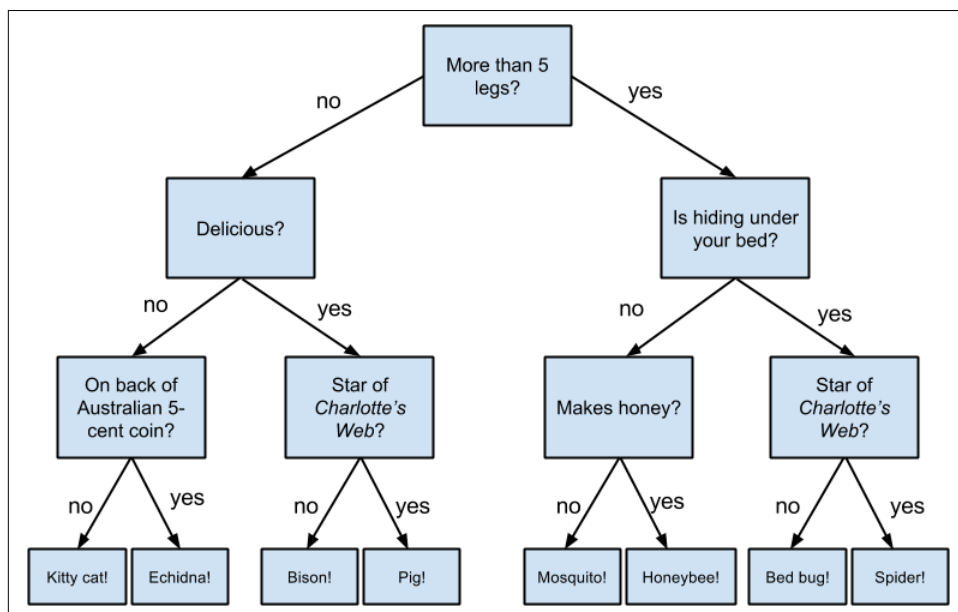 More than 5
legs?
no
yes
Delicious?
Is hiding under
your bed?
no
yes
no
yes
On back of
Australian 5-
cent coin?
Star of
Charlotte's
Web?
Makes honey?
Star of
Charlotte's
Web?
no
yes
no
yes
no
yes
no
yes
Kitty cat!
Echidna!
Bison!
Pig!
Mosquito!
Honeybee!
Bed bug!
Spider!